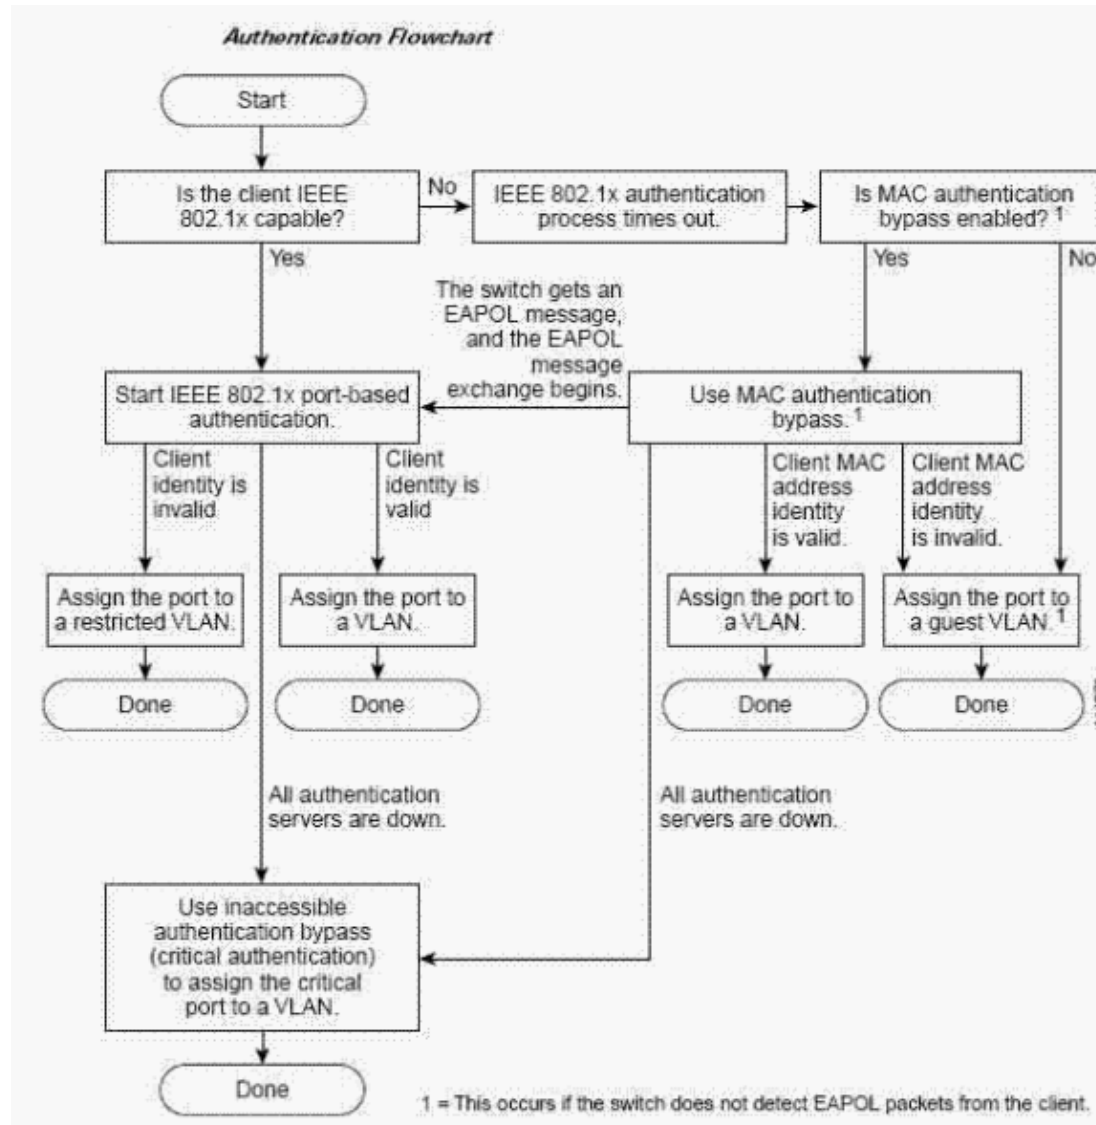 Authentication Flowchart
Start
Is the client IEEE
802.1x capable?
No
IEEE 802.1x authentication
process times out.
Is MAC authentication
bypass enabled? 1
Yes
Yes
No
The switch gets an
EAPOL message,
and the EAPOL
message
exchange begins.
Start IEEE 802.1x port-based
authentication.
Use MAC authentication
bypass. 1
Client
identity is
invalid
Client
identity is
valid
Client MAC
address
identity
is valid.
Client MAC
address
identity
is invalid.
Assign the port to
a restricted VLAN.
Assign the port to
a VLAN.
Assign the port to
a VLAN.
Assign the port to
a guest VLAN. 1
Done
Done
Done
Done
All authentication
servers are down.
All authentication
servers are down.
Use inaccessible
authentication bypass
(critical authentication)
to assign the critical
port to a VLAN.
Done
1 = This occurs if the switch does not detect EAPOL packets from the client.